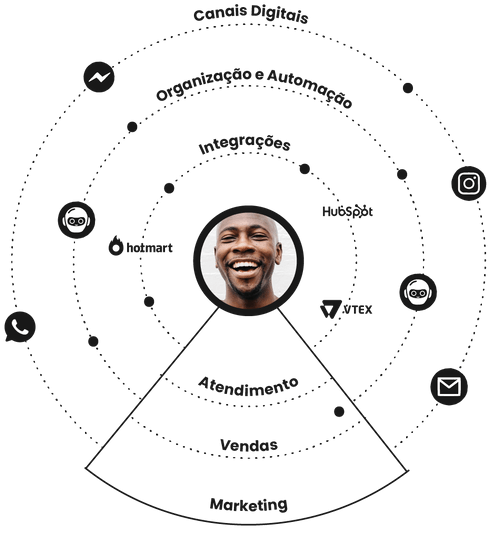 Canais Digitais
Organização e Automação
Integrações
HubSpot
hotmart
VTEX
Atendimento
Vendas
Marketing